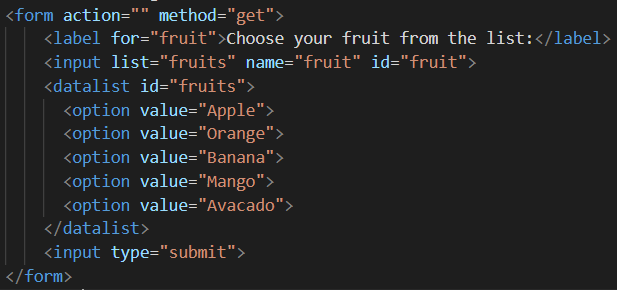 <form action="" method="get">
<label for="fruit">Choose your fruit from the list:</label>
<input list="fruits" name="fruit" id="fruit">
<datalist id="fruits">
<option value="Apple">
<option value="Orange">
<option value="Banana">
<option value="Mango">
<option value="Avacado">
</datalist>
<input type="submit">
</form>